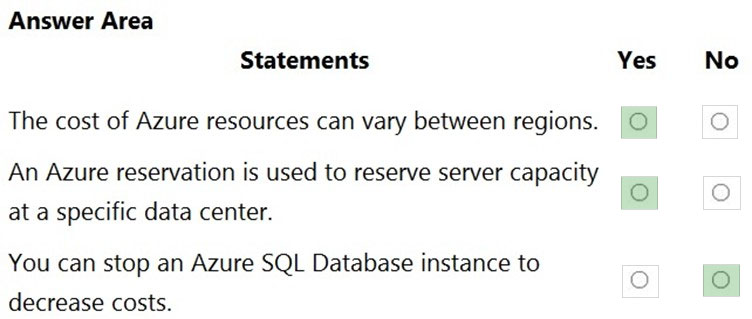 Answer Area
Statements Yes No
The cost of Azure resources can vary between regions.
An Azure reservation is used to reserve server capacity
at a specific data center.
You can stop an Azure SQL Database instance to
decrease costs.